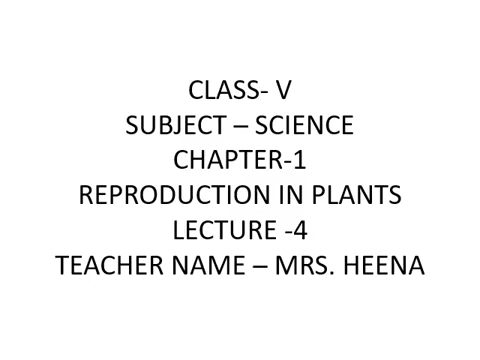 CLASS- V
SUBJECT – SCIENCE
CHAPTER-1
REPRODUCTION IN PLANTS
LECTURE -4
TEACHER NAME – MRS. HEENA